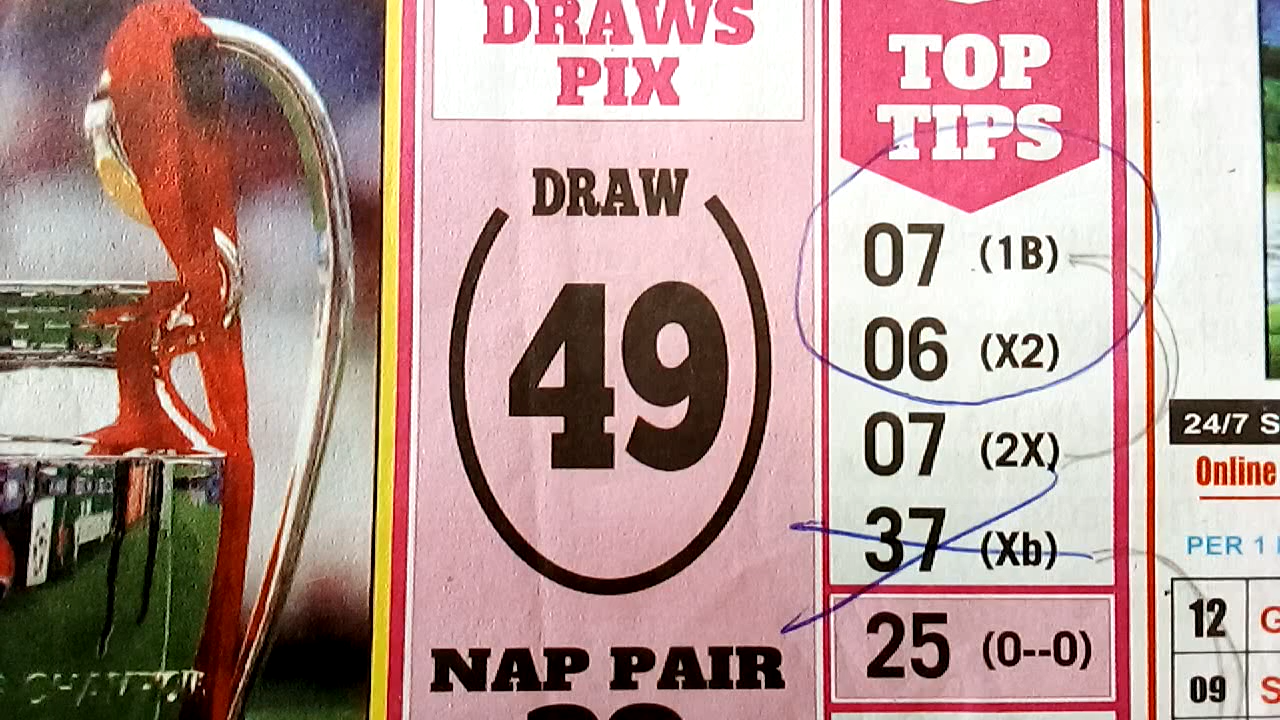 DRAWS
PIX
DRAW
49
NAP PAIR
TOP
TIPS
07 (1B)
06 (X2)
07 (2X)
37 (Xb)
25 (0--0)
24/7 S
Online
PER 1
12 G
09 S